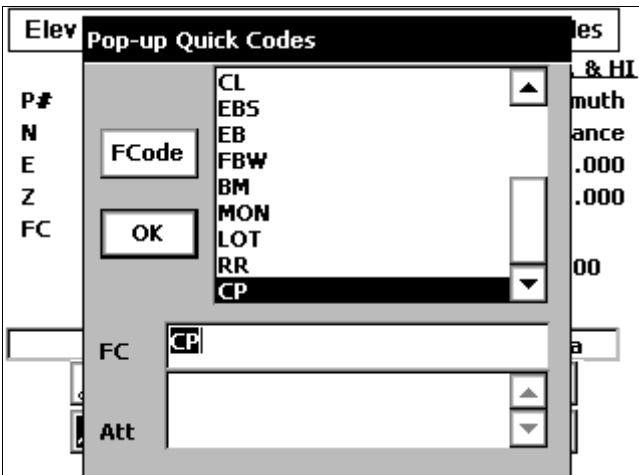 Elev
les
Pop-up Quick Codes
& HI
P#
muth
N
ance
E
.000
Z
.000
FC
00
FCode
OK
CL
EBS
EB
FBW
BM
MON
LOT
RR
CP
FC
CP
a
Att